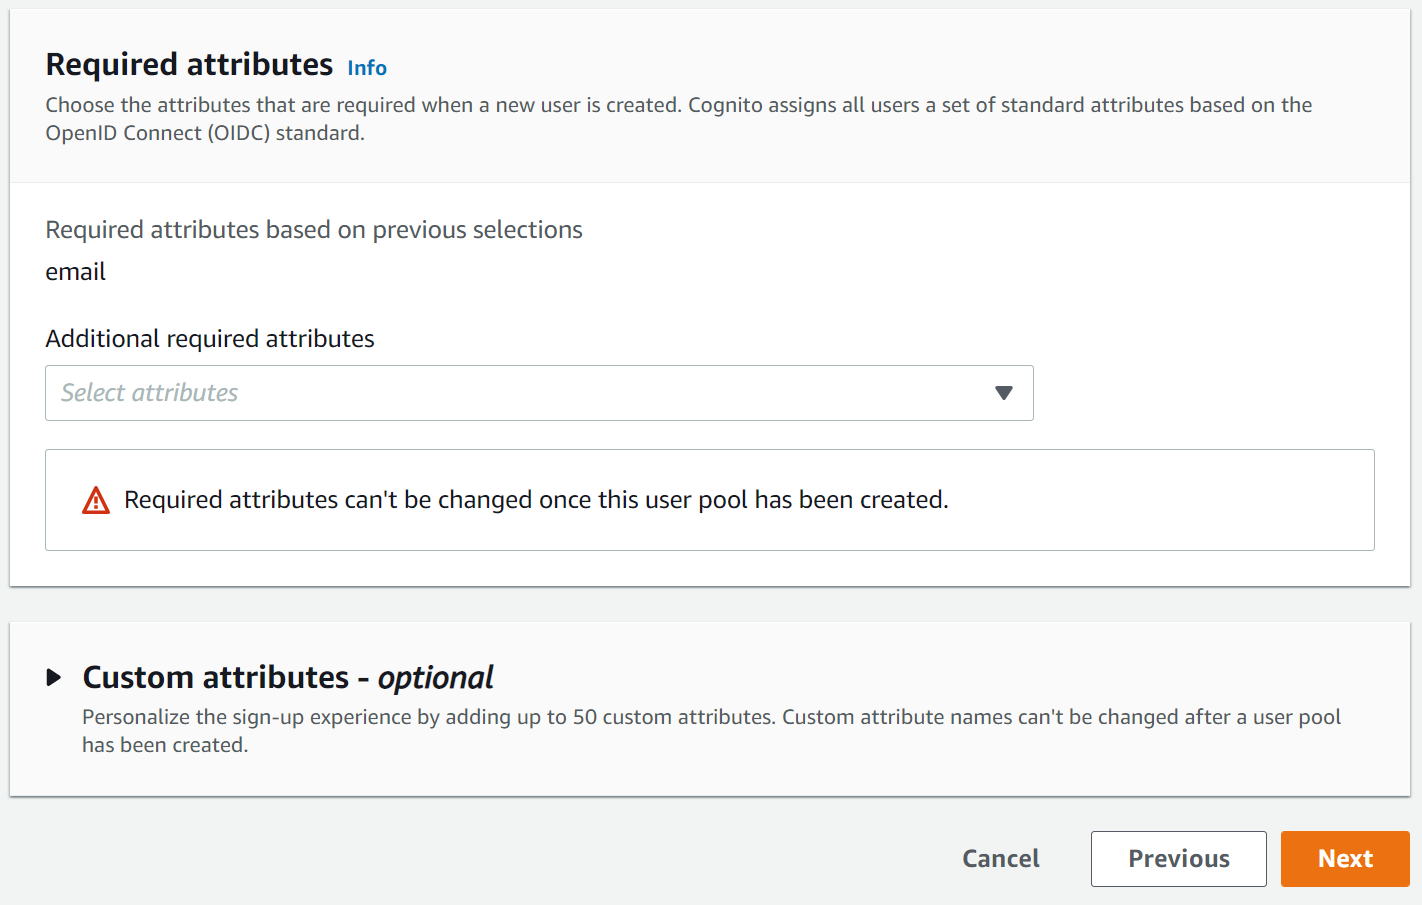 Required attributes Info
Choose the attributes that are required when a new user is created. Cognito assigns all users a set of standard attributes based on the
OpenID Connect (OIDC) standard.
Required attributes based on previous selections
email
Additional required attributes
Select attributes
Required attributes can't be changed once this user pool has been created.
Custom attributes - optional
Personalize the sign-up experience by adding up to 50 custom attributes. Custom attribute names can't be changed after a user pool
has been created.
Cancel Previous Next